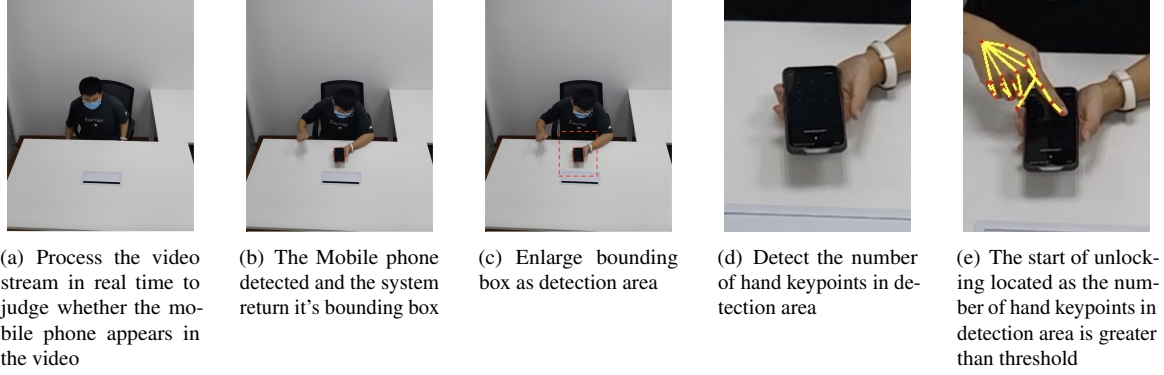 (a) Process the video
stream in real time to
judge whether the mo-
bile phone appears in
the video
(b) The Mobile phone
detected and the system
return it's bounding box
(c) Enlarge bounding
box as detection area
(d) Detect the number
of hand keypoints in de-
tection area
(e) The start of unlock-
ing located as the num-
ber of hand keypoints in
detection area is greater
than threshold